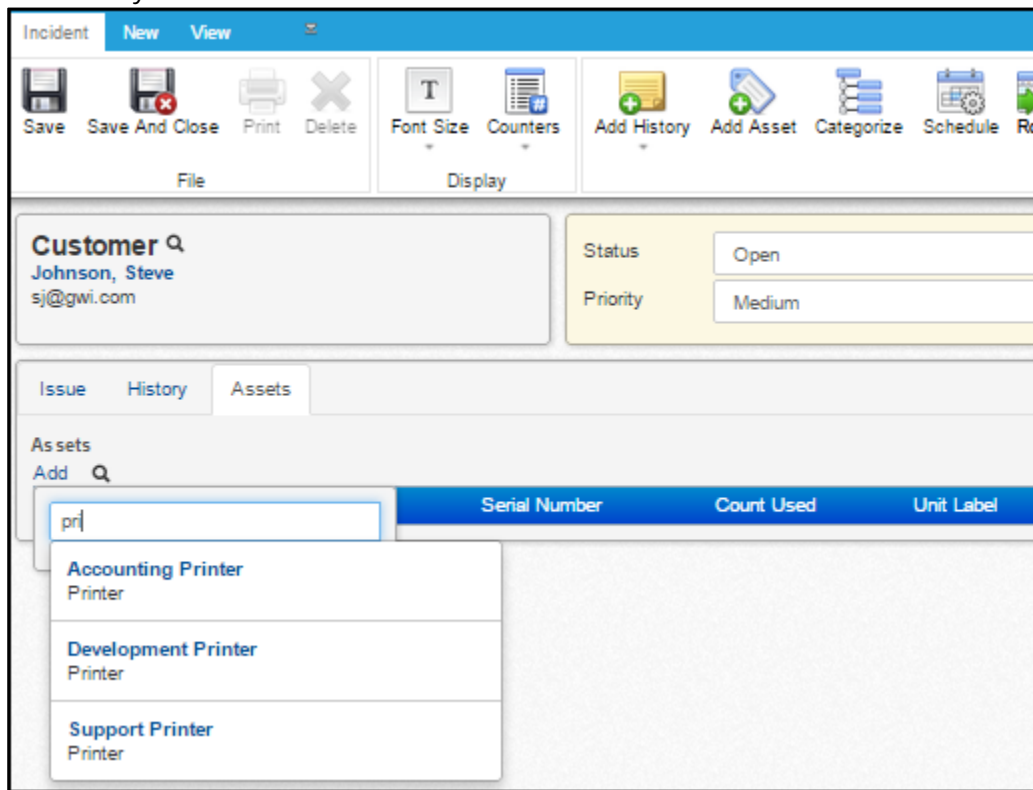 Incident New View
Save Save And Close Print Delete Font Size Counters Add History Add Asset Categorize Schedule
File Display
Customer
Johnson, Steve
sj@gwi.com
Status Open
Priority Medium
Issue History Assets
Assets
Add
pri Serial Number Count Used Unit Label
Accounting Printer
Printer
Development Printer
Printer
Support Printer
Printer